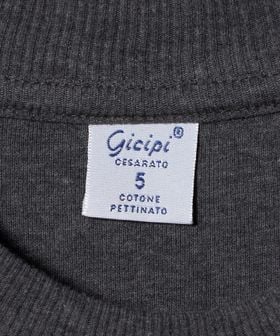 Gicipi®
CESARATO
5
COTONE
PETTINATO